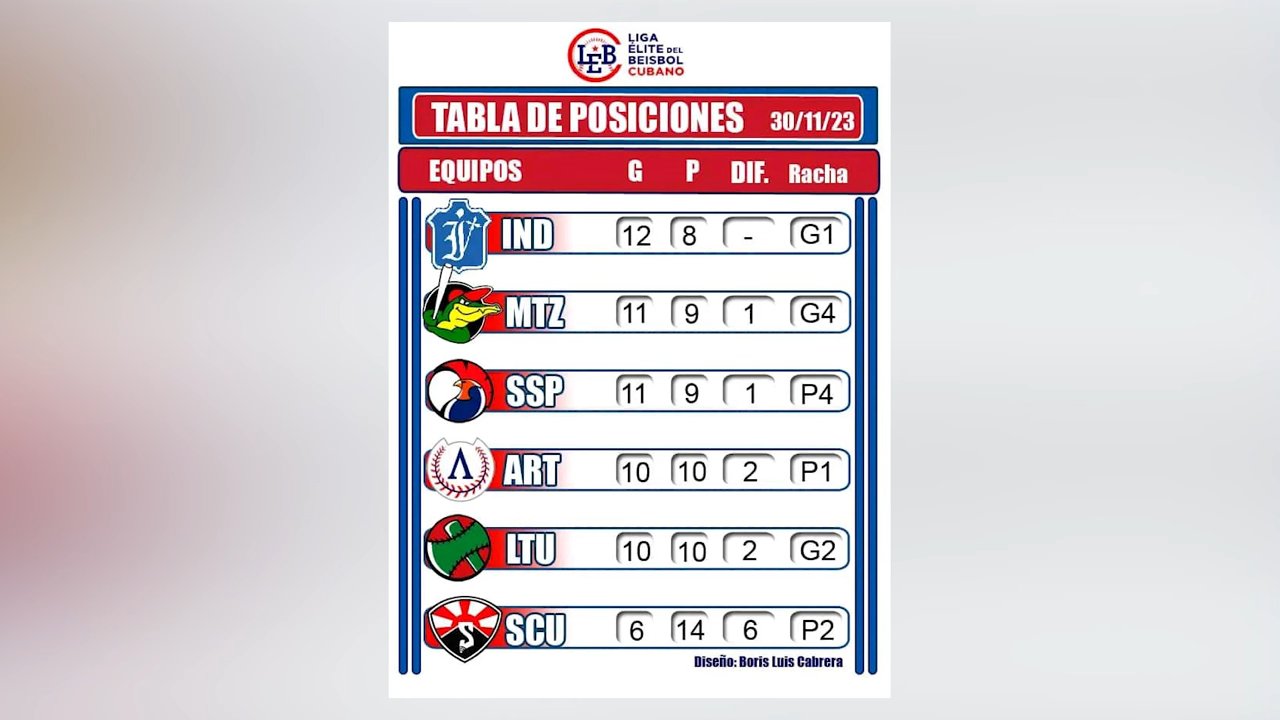 LEB
LIGA
ÉLITE DEL
BEISBOL
CUBANO
TABLA DE POSICIONES 30/11/23
EQUIPOS G P DIF. Racha
IND 12 8 - G1
MTZ 11 9 1 G4
SSP 11 9 1 P4
ART 10 10 2 P1
LTU 10 10 2 G2
SCU 6 14 6 P2
Diseño: Boris Luis Cabrera